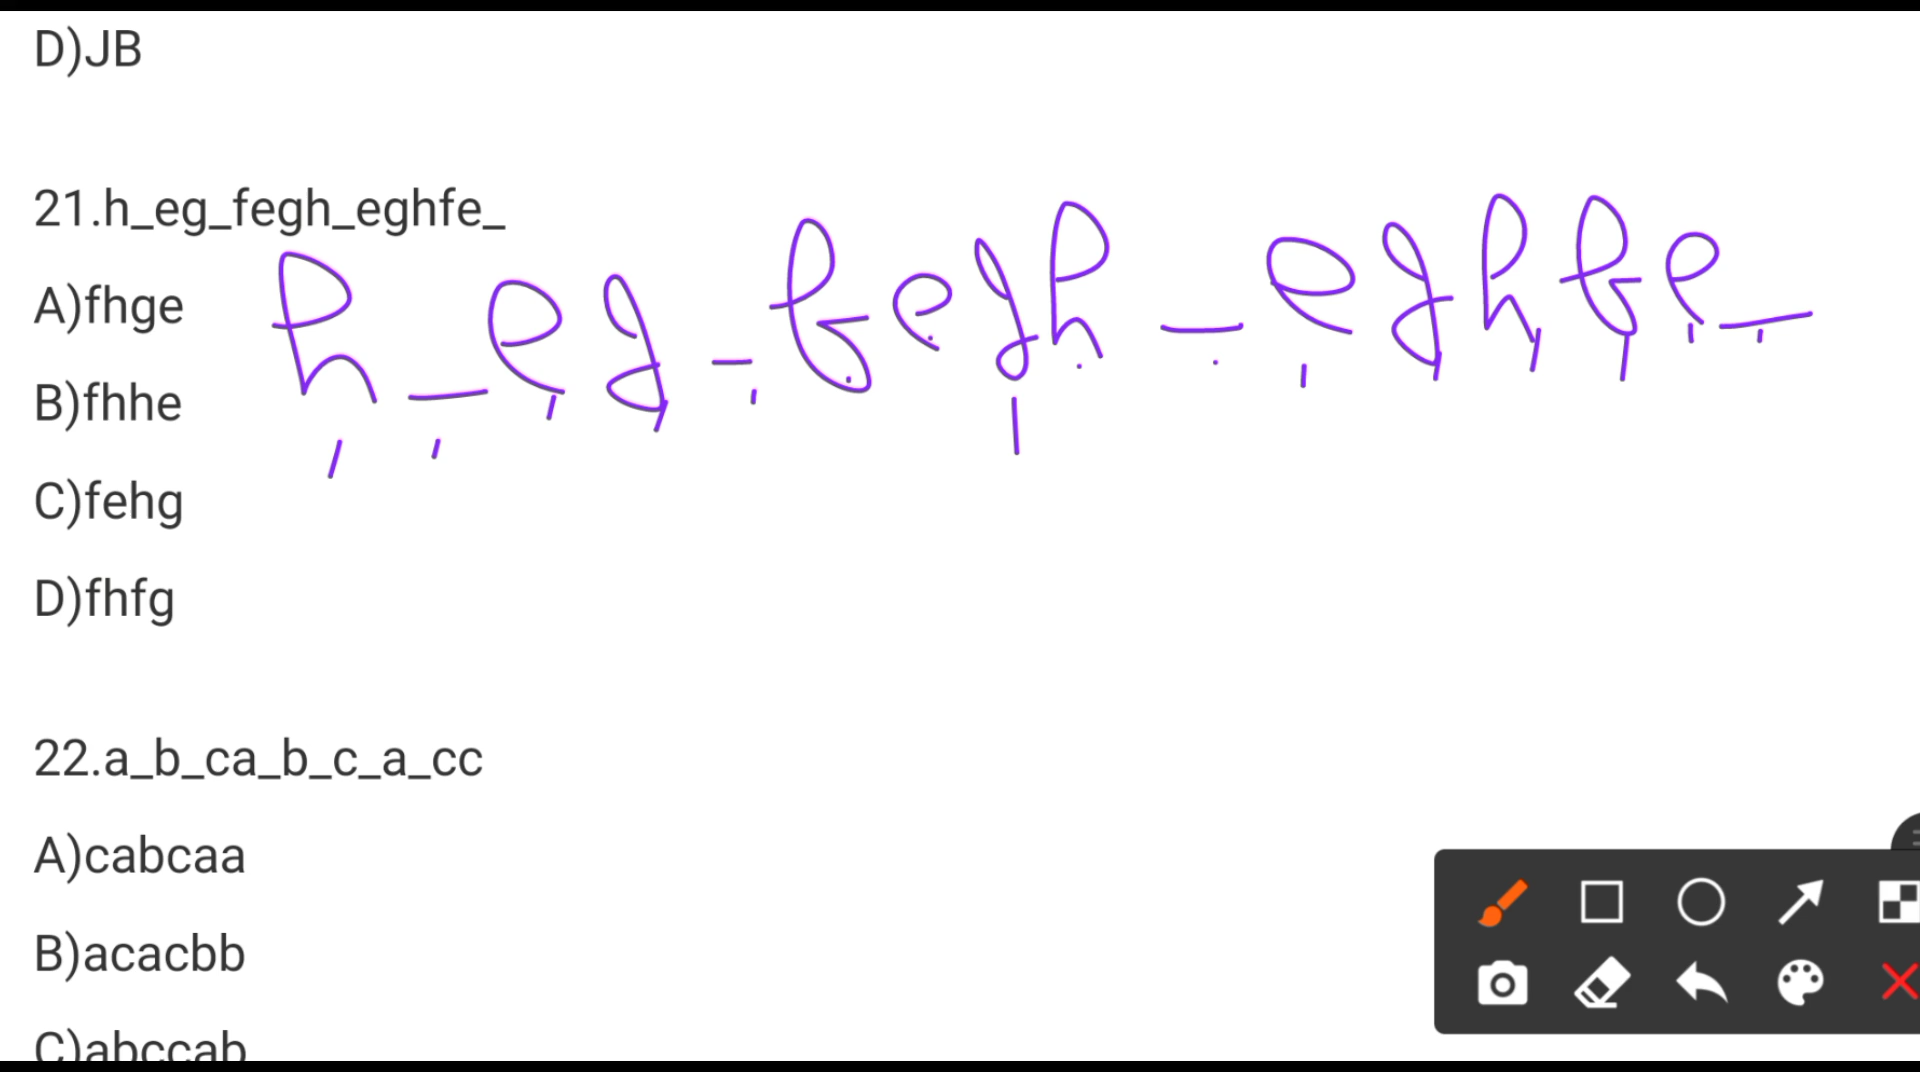 D)JB
21.h_eg_fegh_eghfe_
h_eg_fegh_eghfe_
A)fhge
B)fhhe
C)fehg
D)fhfg
22.a_b_ca_b_c_a_cc
A)cabcaa
B)acacbb
C)abccab